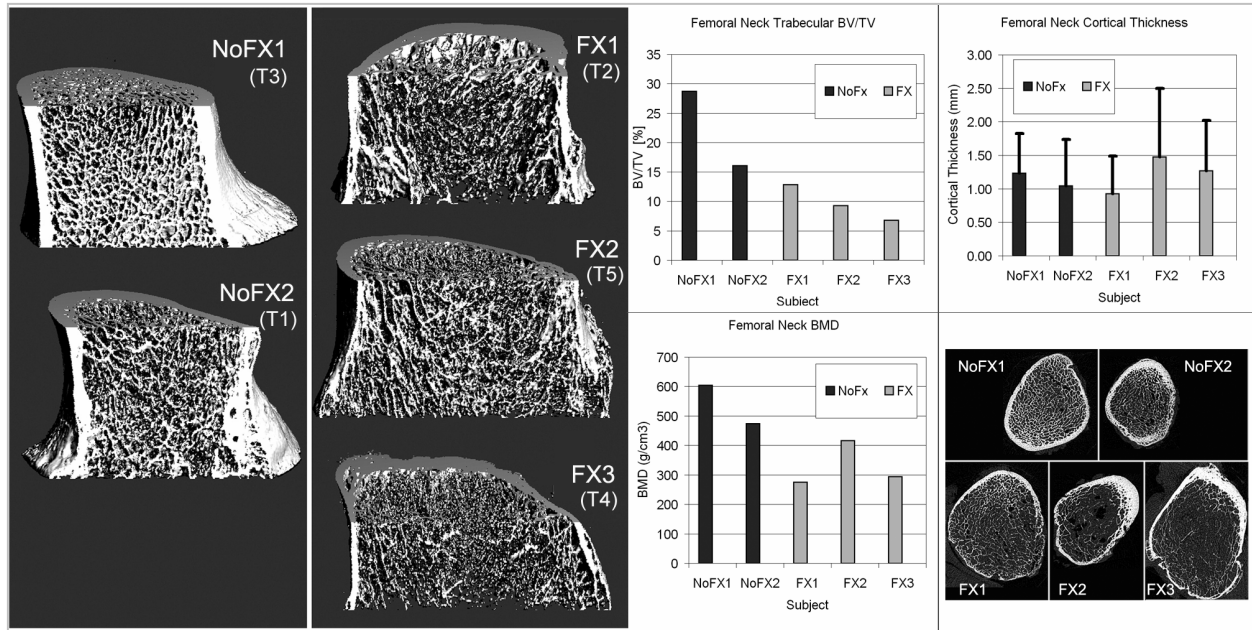 NoFX1
(T3)
NoFX2
(T1)
FX1
(T2)
FX2
(T5)
FX3
(T4)
Femoral Neck Trabecular BV/TV
NoFx FX
BV/TV [%]
35
30
25
20
15
10
5
0
NoFX1 NoFX2 FX1 FX2 FX3
Subject
Femoral Neck Cortical Thickness
NoFx FX
Cortical Thickness (mm)
3.00
2.50
2.00
1.50
1.00
0.50
0.00
NoFX1 NoFX2 FX1 FX2 FX3
Subject
Femoral Neck BMD
NoFx FX
BMD (g/cm3)
700
600
500
400
300
200
100
0
NoFX1 NoFX2 FX1 FX2 FX3
Subject
NoFX1 NoFX2
FX1 FX2 FX3